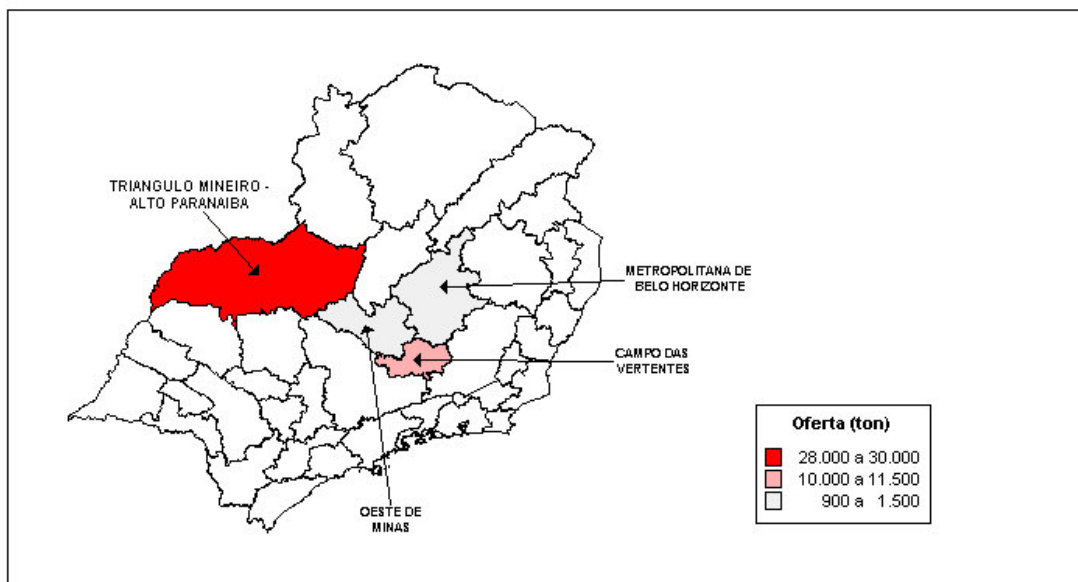 TRIANGULO MINEIRO -
ALTO PARANAIBA
METROPOLITANA DE
BELO HORIZONTE
CAMPO DAS
VERTENTES
OESTE DE
MINAS
Oferta (ton)
28.000 a 30.000
10.000 a 11.500
900 a 1.500